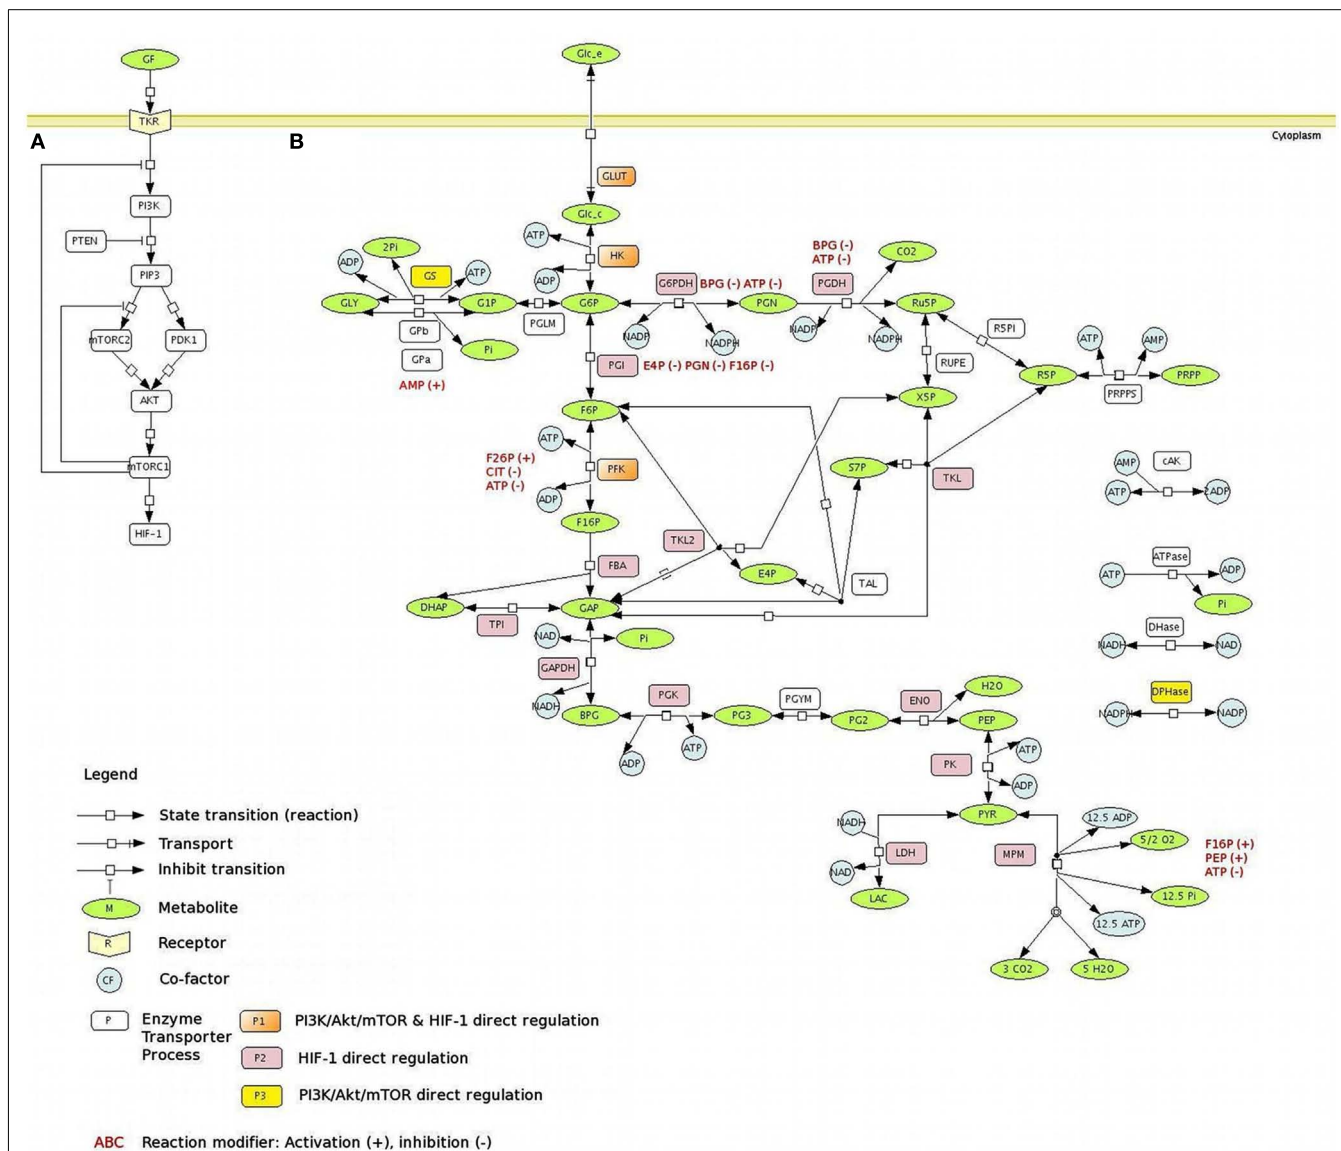 GF
TKR
A
PI3K
PTEN
PIP3
mTORC2
PDK1
AKT
mTORC1
HIF-1
B
Cytoplasm
Glc_e
GLUT
Glc_c
ATP
HK
ADP
2Pi
ADP
GS
ATP
GLY
G1P
GPb
GPa
AMP (+)
Pi
PGLM
G6P
G6PDH
BPG (-) ATP (-)
NADP
NADPH
PGN
BPG (-)
ATP (-)
PGDH
CO2
NADP
NADPH
Ru5P
R5PI
RUPE
R5P
ATP
AMP
PRPPS
PRPP
PGI
E4P (-) PGN (-) F16P (-)
F6P
X5P
ATP
F26P (+)
CIT (-)
ATP (-)
PFK
ADP
S7P
TKL
F16P
TKL2
FBA
E4P
TAL
DHAP
TPI
GAP
AMP
cAK
ATP
2ADP
ATPase
ATP
ADP
Pi
DHase
NADH
NAD
DPHase
NADPH
NADP
NAD
Pi
GAPDH
NADH
BPG
PGK
ADP
ATP
PG3
PGYM
PG2
ENO
H2O
PEP
PK
ATP
ADP
PYR
NADH
LDH
NAD
LAC
MPM
12.5 ADP
5/2 O2
F16P (+)
PEP (+)
ATP (-)
12.5 Pi
12.5 ATP
3 CO2
5 H2O
Legend
State transition (reaction)
Transport
Inhibit transition
M Metabolite
R Receptor
CF Co-factor
P Enzyme
Transporter
Process
P1 PI3K/Akt/mTOR & HIF-1 direct regulation
P2 HIF-1 direct regulation
P3 PI3K/Akt/mTOR direct regulation
ABC Reaction modifier: Activation (+), inhibition (-)